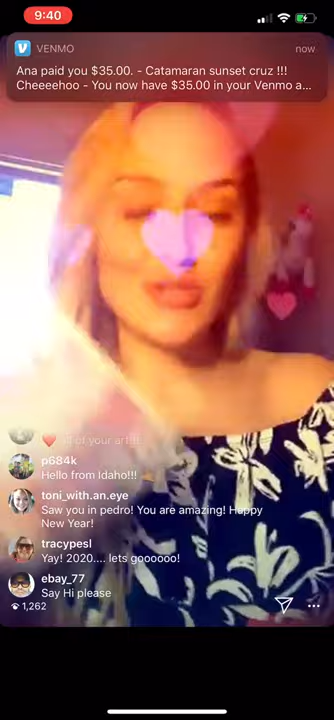 9:40
VENMO
now
Ana paid you $35.00. - Catamaran sunset cruz !!!
Cheeeehoo - You now have $35.00 in your Venmo a...
of your art!!!
p684k
Hello from Idaho!!!
toni_with.an.eye
Saw you in pedro! You are amazing! Happy
New Year!
tracypesl
Yay! 2020.... lets goooooo!
ebay_77
Say Hi please
1,262